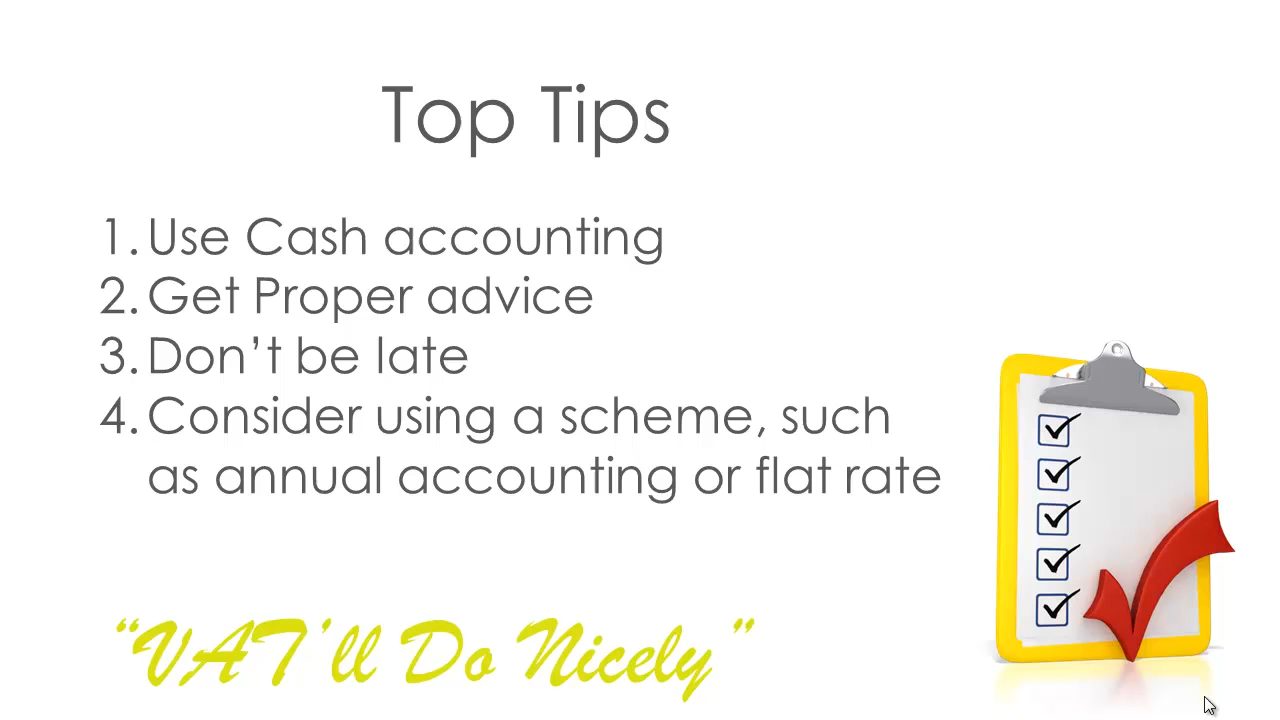 Top Tips
1. Use Cash accounting
2. Get Proper advice
3. Don’t be late
4. Consider using a scheme, such
as annual accounting or flat rate
“VAT’ll Do Nicely”